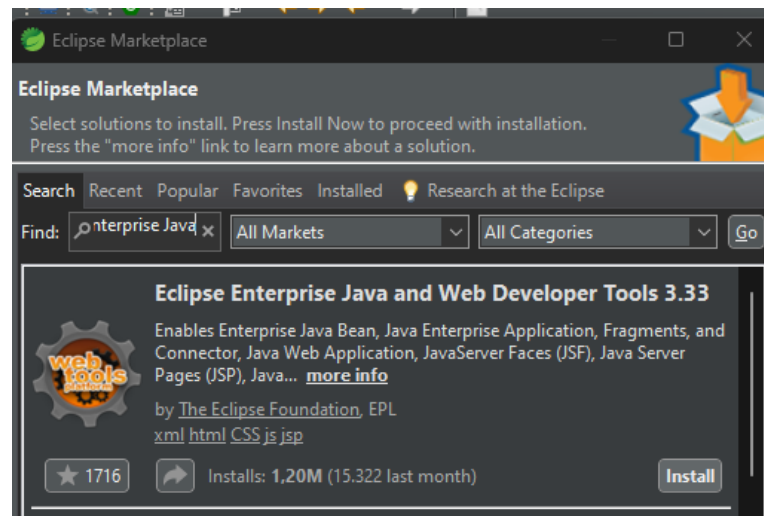 Eclipse Marketplace
Eclipse Marketplace
Select solutions to install. Press Install Now to proceed with installation.
Press the "more info" link to learn more about a solution.
Search Recent Popular Favorites Installed Research at the Eclipse
Find: nterprise Java All Markets All Categories Go
Eclipse Enterprise Java and Web Developer Tools 3.33
Enables Enterprise Java Bean, Java Enterprise Application, Fragments, and
Connector, Java Web Application, JavaServer Faces (JSF), Java Server
Pages (JSP), Java... more info
web
tools
platform
by The Eclipse Foundation, EPL
xml html CSS js jsp
1716 Installs: 1,20M (15.322 last month) Install